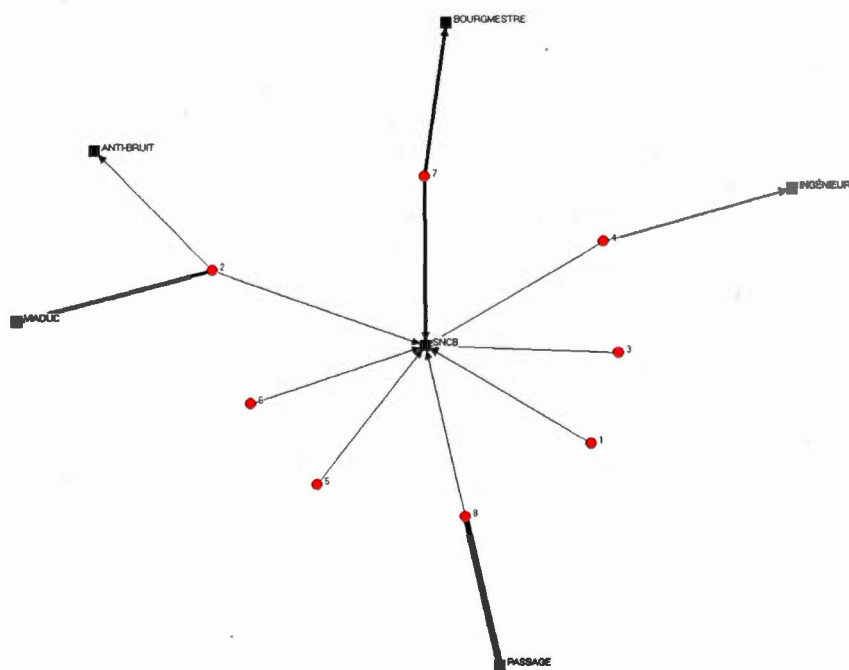 BOURGMESTRE
ANTI-BRUIT
7
INGÉNIEUR
4
2
VIADUC
SNCB
3
6
1
5
8
PASSAGE